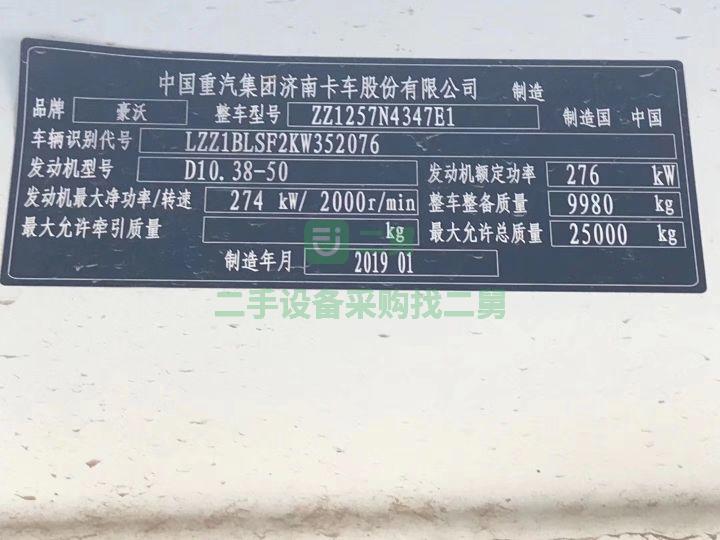 中国重汽集团济南卡车股份有限公司 制造
品牌 豪沃 整车型号 ZZ1257N4347E1 制造国 中国
车辆识别代号 LZZ1BLSF2KW352076
发动机型号 D10.38-50 发动机额定功率 276 kW
发动机最大净功率/转速 274 kW/ 2000r/min 整车整备质量 9980 kg
最大允许牵引质量 kg 最大允许总质量 25000 kg
二舅
制造年月 2019 01
二手设备采购找二舅